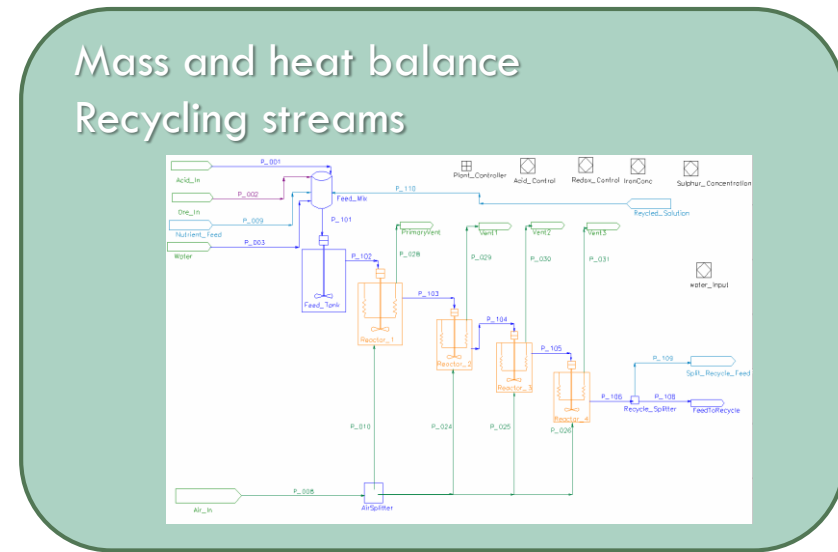 Mass and heat balance
Recycling streams
P_001
Acid_In
Plant_Controller
Acid_Control
Redox_Control
IronConc
Sulphur_Concentration
P_002
P_110
Feed_Mix
Ore_In
P_009
Recycled_Solution
Nutrient_Feed
P_101
P_003
PrimaryVent
Vent1
Vent2
Vent3
Water
P_102
P_028
P_029
P_030
P_031
water_input
P_103
Feed_Tank
P_104
Reactor_1
P_105
Reactor_2
P_109
Split_Recycle_Feed
Reactor_3
P_106
P_108
Recycle_Splitter
FeedToRecycle
Reactor_4
P_010
P_024
P_025
P_026
P_008
Air_In
AirSplitter